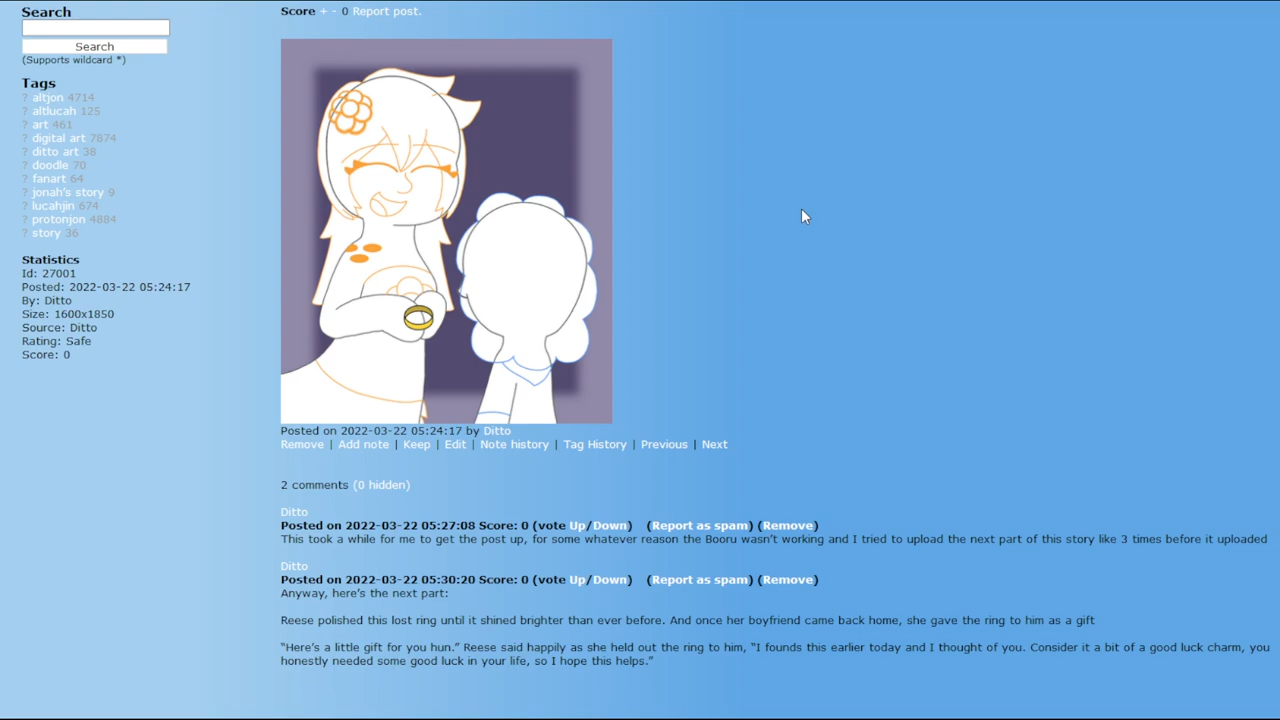 Search
Search
(Supports wildcard *)
Tags
? altjon 4714
? altlucah 125
? art 461
? digital art 7874
? ditto art 38
? doodle 70
? fanart 64
? jonah's story 9
? lucahjin 674
? protonjon 4884
? story 36
Statistics
Id: 27001
Posted: 2022-03-22 05:24:17
By: Ditto
Size: 1600x1850
Source: Ditto
Rating: Safe
Score: 0
Score + - 0 Report post.
Posted on 2022-03-22 05:24:17 by Ditto
Remove | Add note | Keep | Edit | Note history | Tag History | Previous | Next
2 comments (0 hidden)
Ditto
Posted on 2022-03-22 05:27:08 Score: 0 (vote Up/Down) (Report as spam) (Remove)
This took a while for me to get the post up, for some whatever reason the Booru wasn't working and I tried to upload the next part of this story like 3 times before it uploaded
Ditto
Posted on 2022-03-22 05:30:20 Score: 0 (vote Up/Down) (Report as spam) (Remove)
Anyway, here's the next part:
Reese polished this lost ring until it shined brighter than ever before. And once her boyfriend came back home, she gave the ring to him as a gift
“Here's a little gift for you hun.” Reese said happily as she held out the ring to him, “I founds this earlier today and I thought of you. Consider it a bit of a good luck charm, you
honestly needed some good luck in your life, so I hope this helps.”